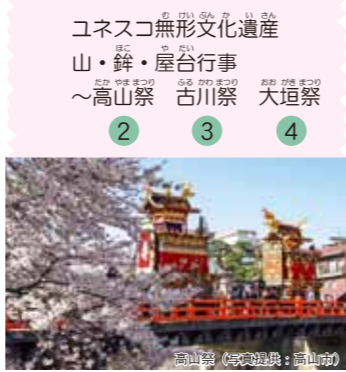 ユネスコ無形文化遺産
山・鉾・屋台行事
～高山祭 古川祭 大垣祭
2 3 4
高山祭（写真提供：高山市）